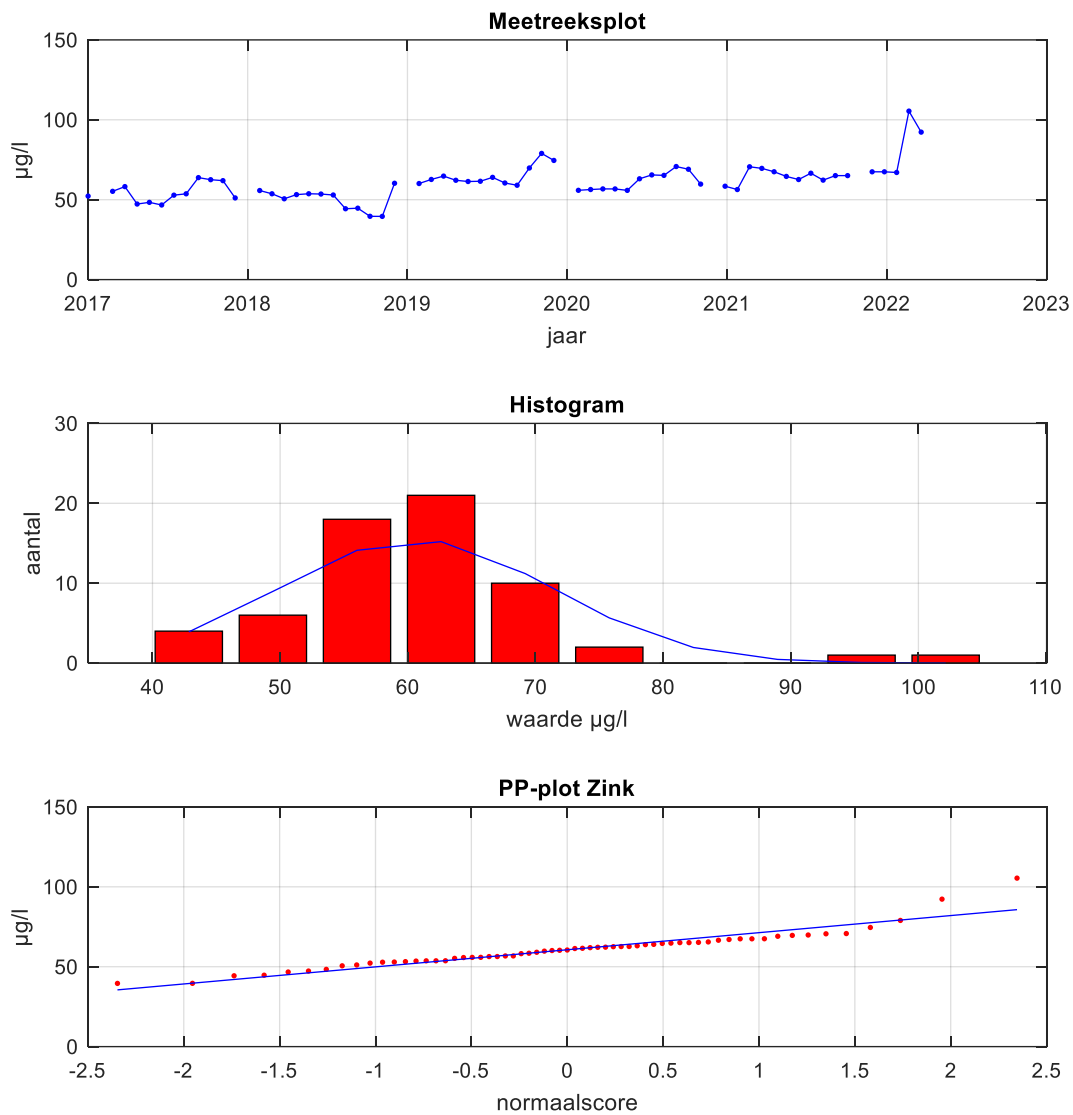 Meetreeksplot
150
100
50
0
µg/l
2017 2018 2019 2020 2021 2022 2023
jaar
Histogram
30
20
10
0
aantal
40 50 60 70 80 90 100 110
waarde µg/l
PP-plot Zink
150
100
50
0
µg/l
-2.5 -2 -1.5 -1 -0.5 0 0.5 1 1.5 2 2.5
normaalscore